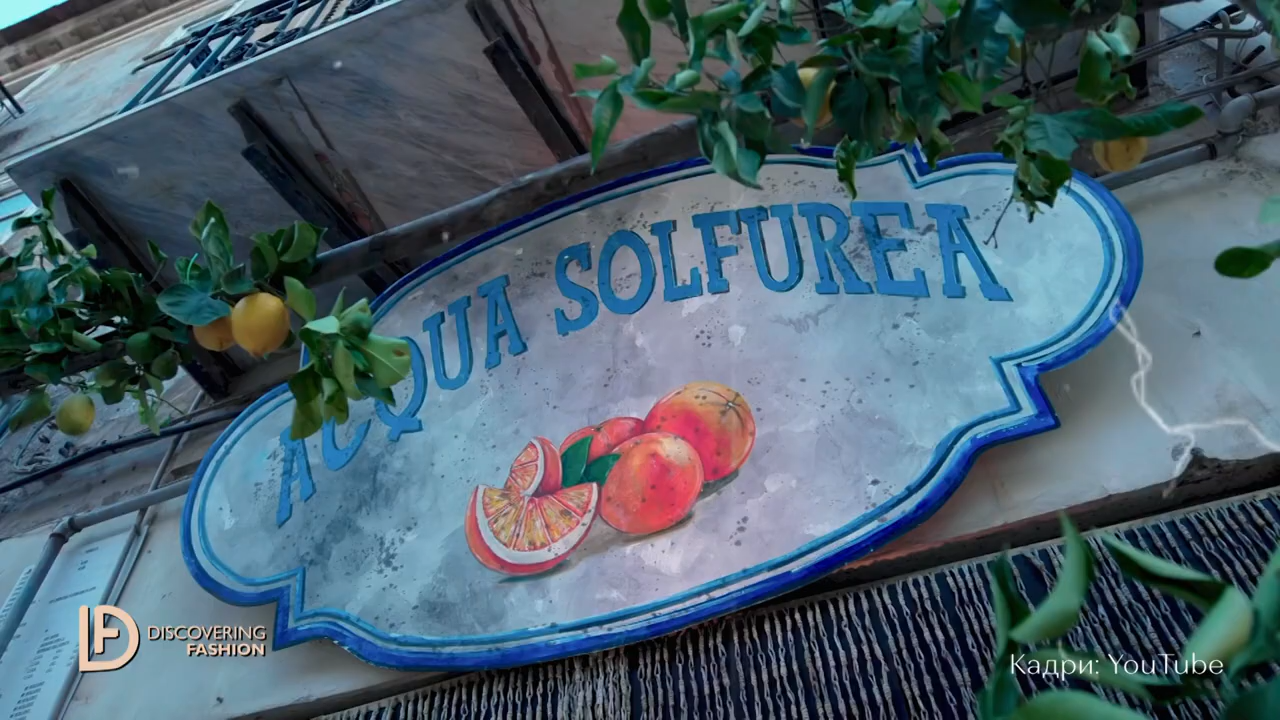 ACQUA SOLFUREA
DISCOVERING
FASHION
Кадри: YouTube